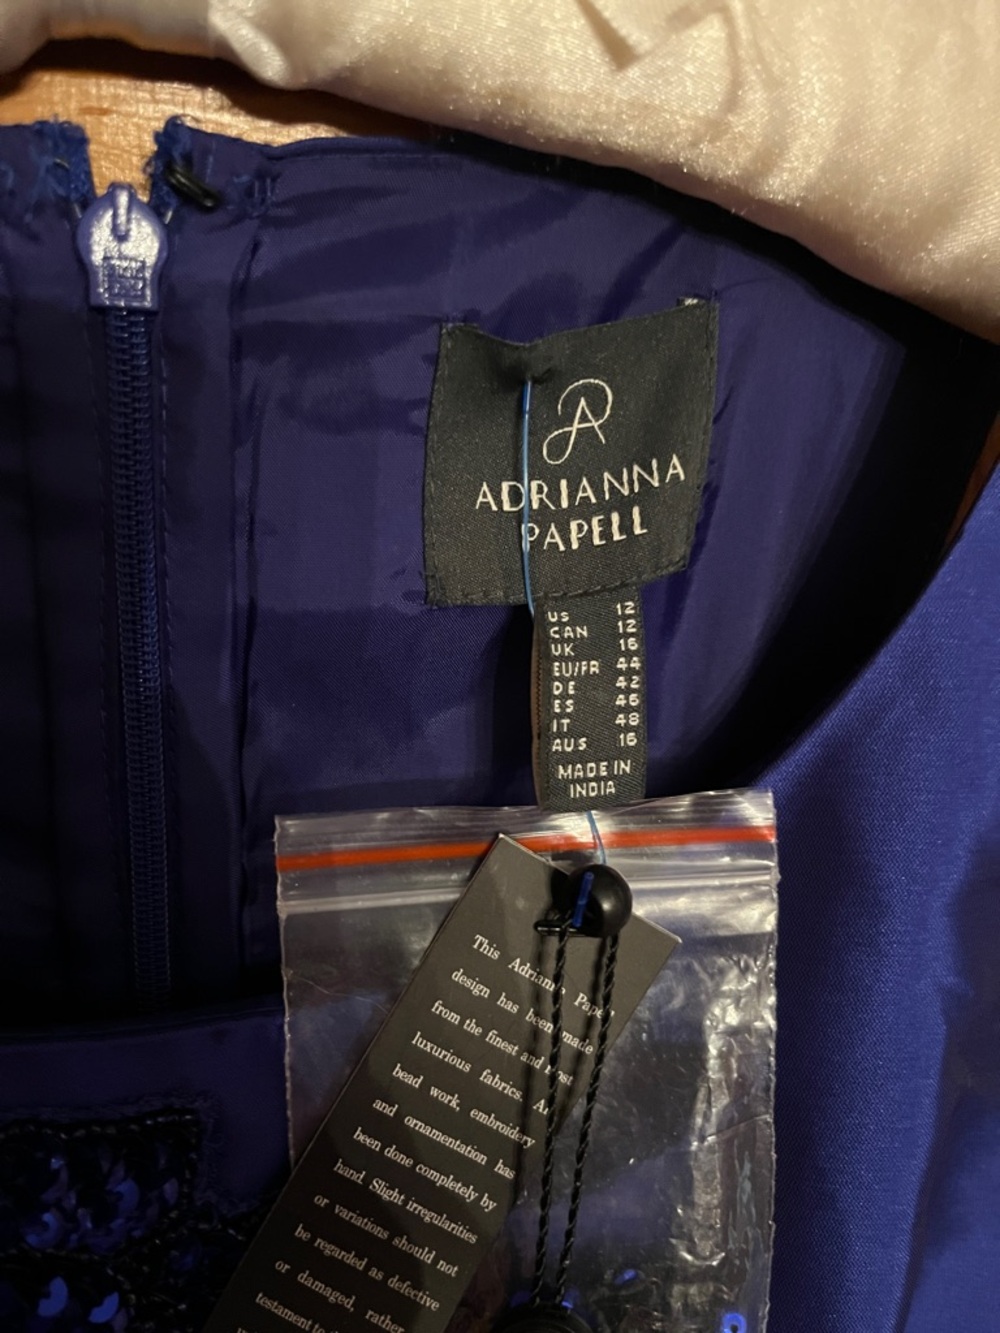 ADRIANNA
PAPELL
US 12
CAN 12
UK 16
EU/FR 44
DE 42
ES 46
IT 48
AUS 16
MADE IN
INDIA
This Adrianna Papell
design has been made
from the finest and most
luxurious fabrics.
bead work, embroidery
and ornamentation has
been done completely by
hand. Slight irregularities
or variations should not
be regarded as defective
or damaged, rather
testament to